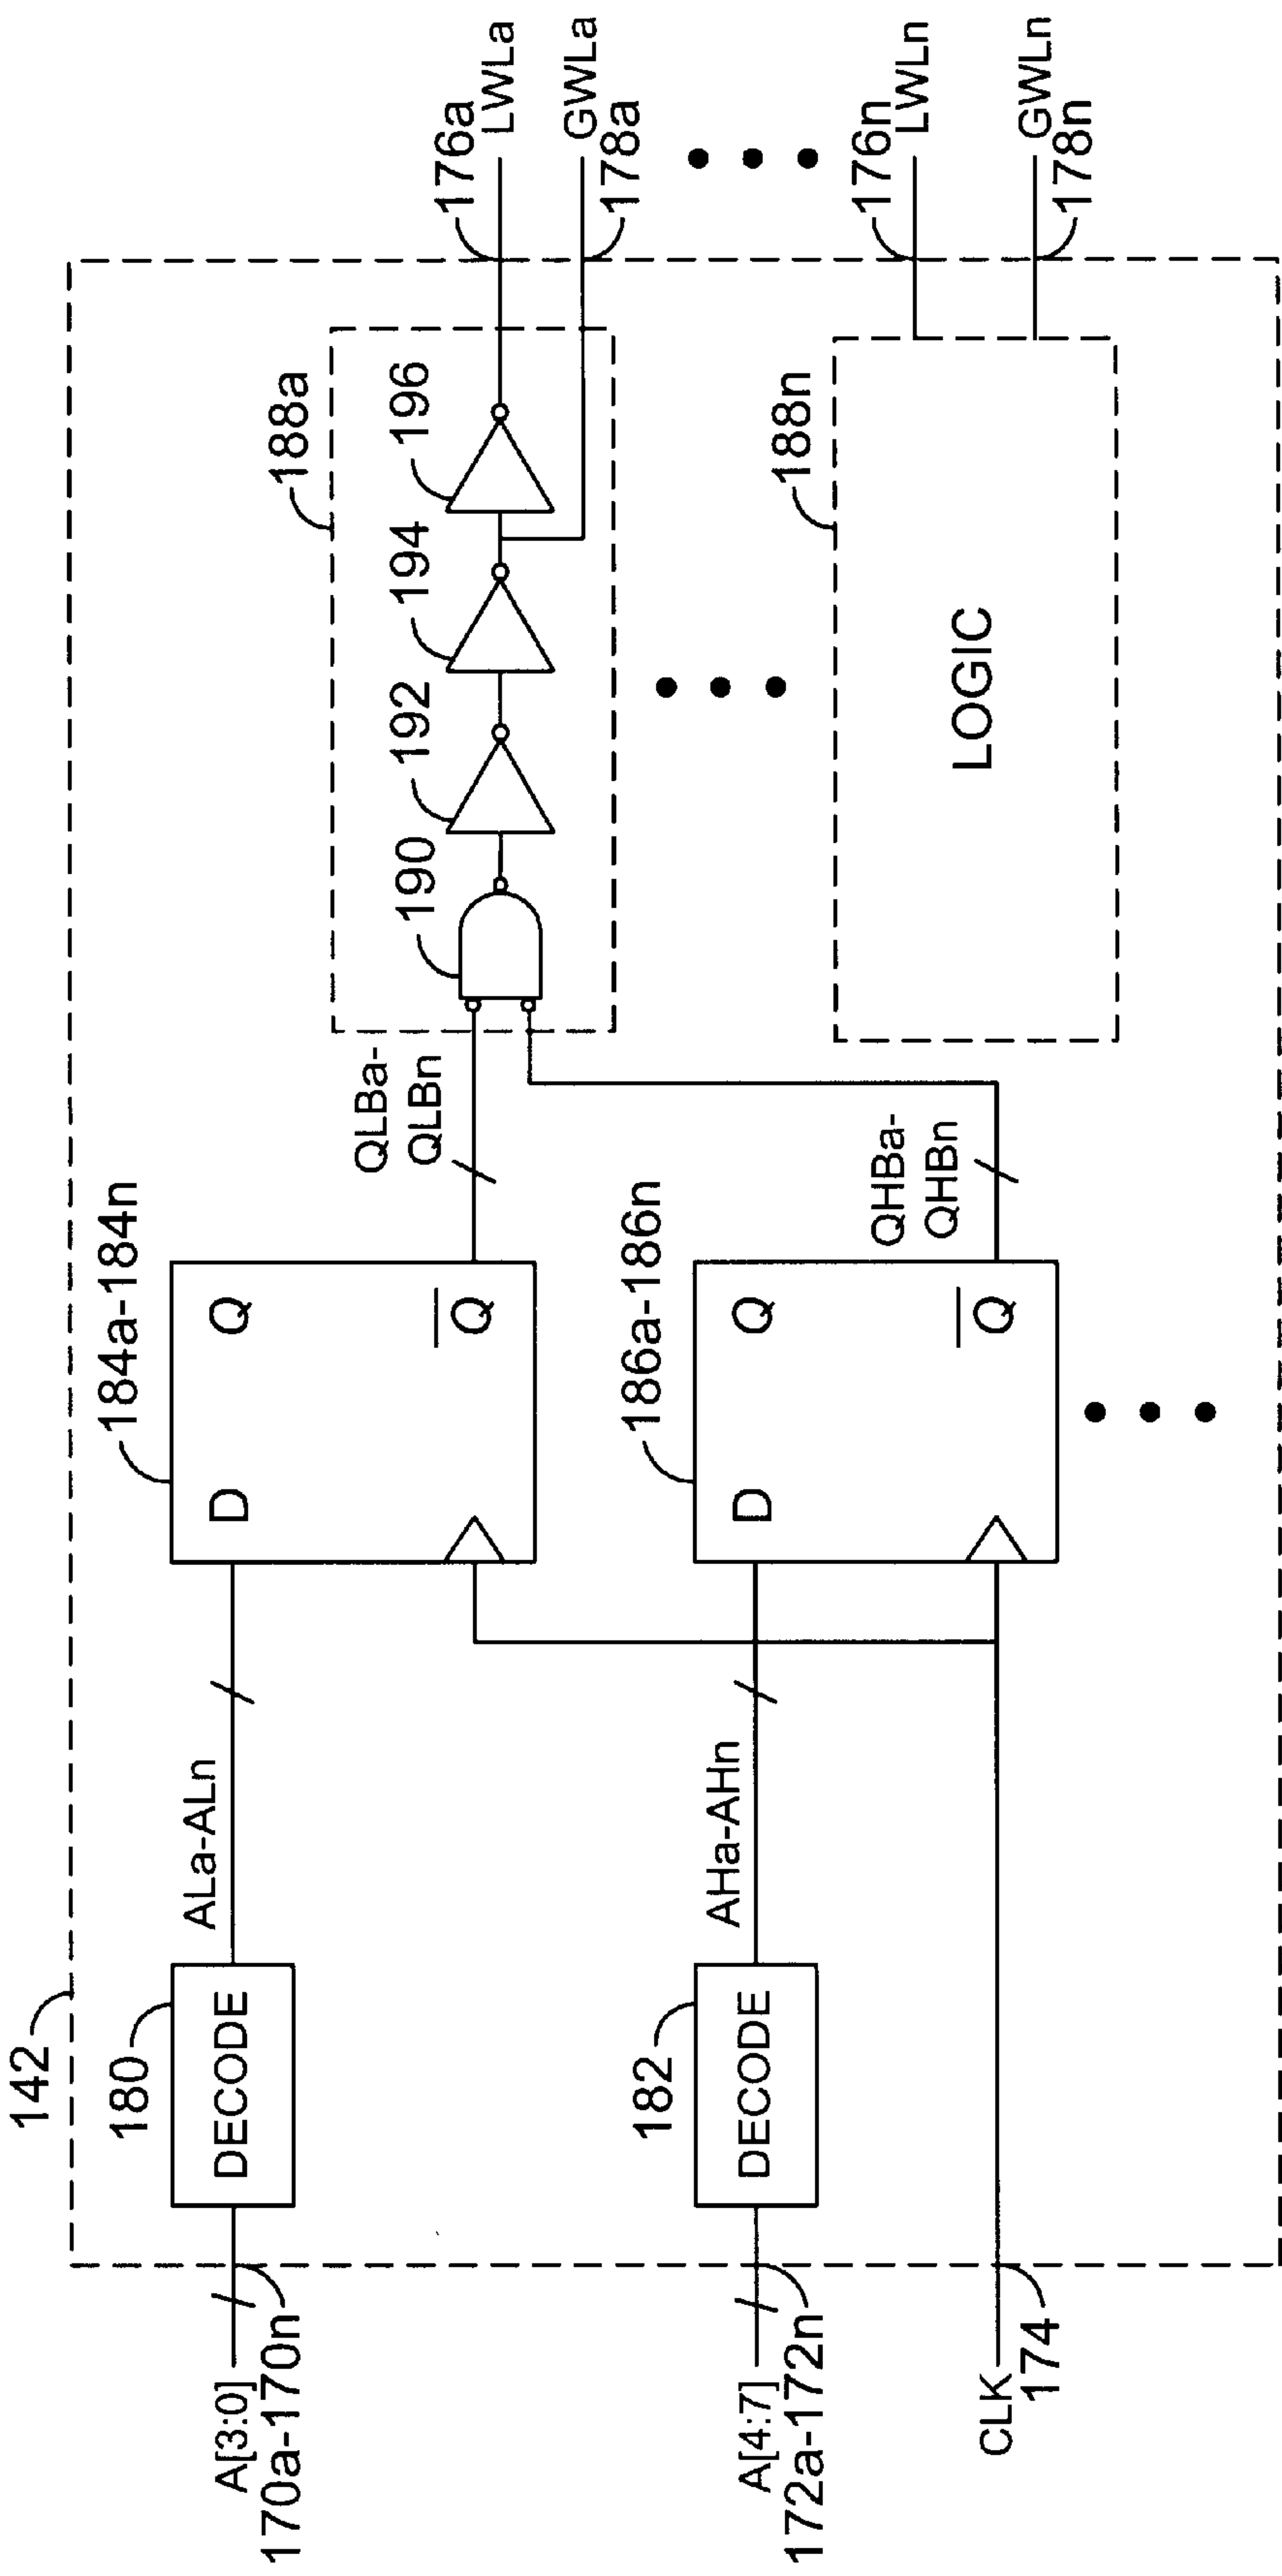 142
180
DECODE
A[3:0]
170a-170n
ALa-ALn
184a-184n
D
Q
Q
QLBa-
QLBn
188a
190
192
194
196
176a
LWLa
GWLa
178a
182
DECODE
A[4:7]
172a-172n
AHa-AHn
186a-186n
D
Q
Q
QHBa-
QHBn
188n
LOGIC
176n
LWLn
GWLn
178n
CLK
174